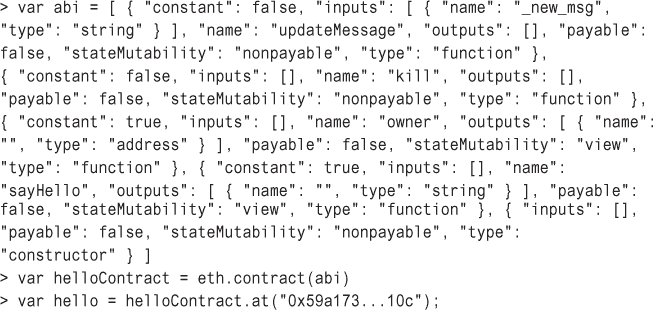 > var abi = [ { "constant": false, "inputs": [ { "name": "_new_msg",
"type": "string" } ], "name": "updateMessage", "outputs": [], "payable":
false, "stateMutability": "nonpayable", "type": "function" },
{ "constant": false, "inputs": [], "name": "kill", "outputs": [],
"payable": false, "stateMutability": "nonpayable", "type": "function" },
{ "constant": true, "inputs": [], "name": "owner", "outputs": [ { "name":
"", "type": "address" } ], "payable": false, "stateMutability": "view",
"type": "function" }, { "constant": true, "inputs": [], "name":
"sayHello", "outputs": [ { "name": "", "type": "string" } ], "payable":
false, "stateMutability": "view", "type": "function" }, { "inputs": [],
"payable": false, "stateMutability": "nonpayable", "type":
"constructor" } ]
> var helloContract = eth.contract(abi)
> var hello = helloContract.at("0x59a173...10c");